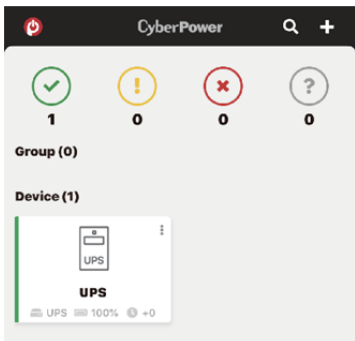 CyberPower
1 0 0 0
Group (0)
Device (1)
UPS
UPS
UPS 100% +0